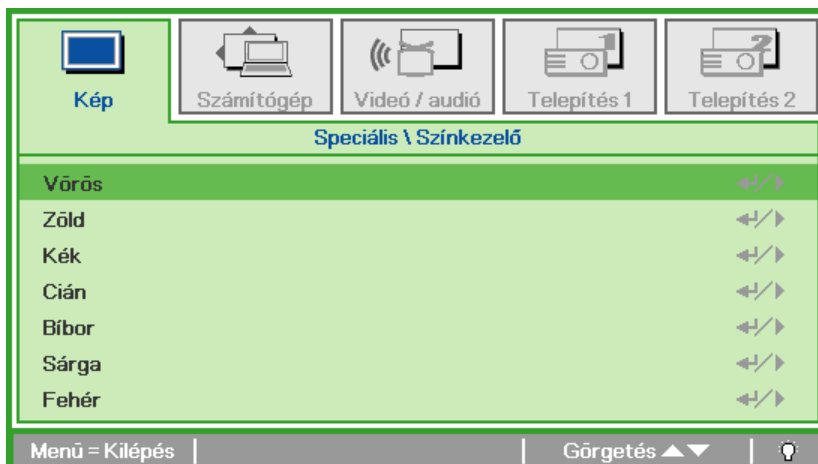 Kép
Számítógép
Videó / audió
Telepítés 1
Telepítés 2
Speciális \ Színkezelő
Vörös
Zöld
Kék
Cián
Bíbor
Sárga
Fehér
Menü = Kilépés
Görgetés